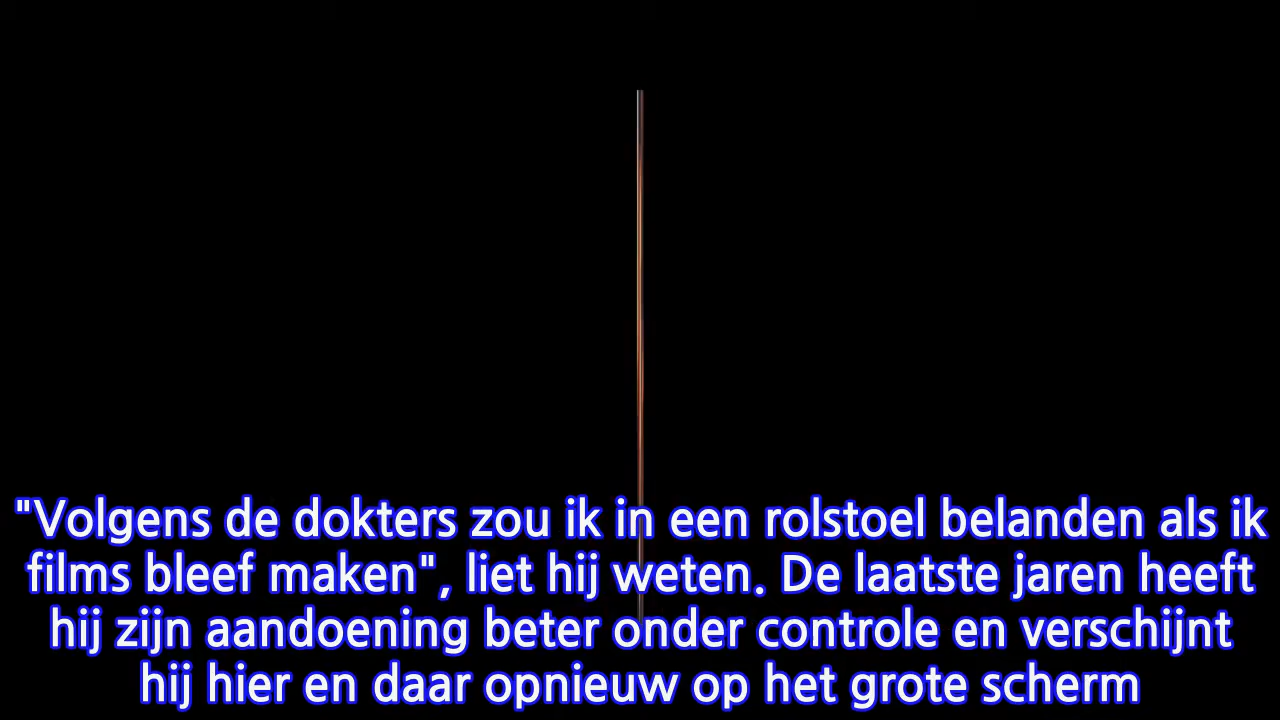 "Volgens de dokters zou ik in een rolstoel belanden als ik
films bleef maken", liet hij weten. De laatste jaren heeft
hij zijn aandoening beter onder controle en verschijnt
hij hier en daar opnieuw op het grote scherm